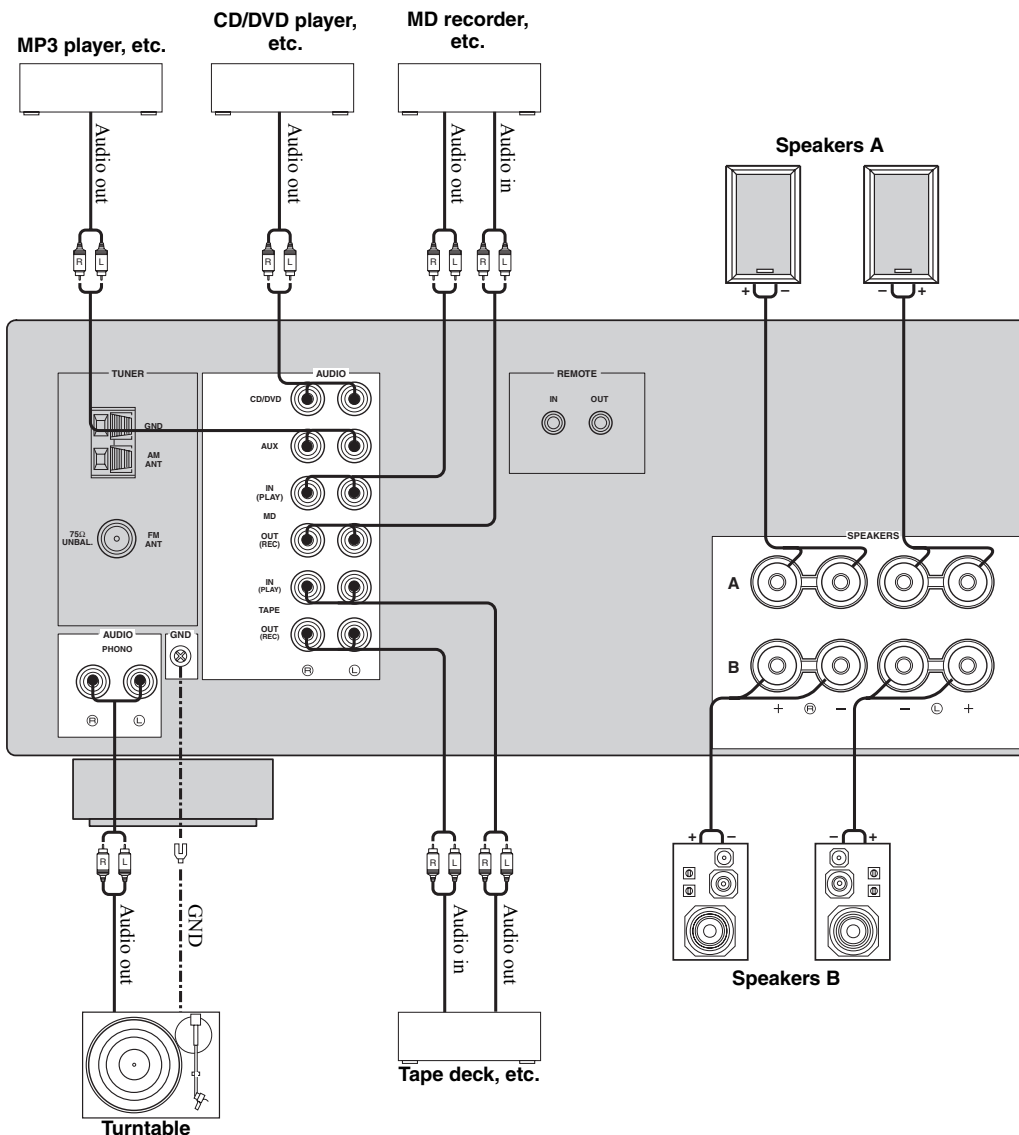 MP3 player, etc.
CD/DVD player,
etc.
MD recorder,
etc.
Audio out
Audio out
Audio out
Audio in
Speakers A
R L
R L
R L
R L
+ −
− +
TUNER
GND
AM
ANT
75Ω
UNBAL.
FM
ANT
AUDIO
CD/DVD
AUX
IN
(PLAY)
MD
OUT
(REC)
IN
(PLAY)
TAPE
OUT
(REC)
Ⓡ Ⓛ
REMOTE
IN OUT
SPEAKERS
A
B
+ Ⓡ − − Ⓛ +
AUDIO
PHONO
Ⓡ Ⓛ
GND
R L
R L
R L
+ −
− +
Audio out
GND
Audio in
Audio out
Speakers B
Tape deck, etc.
Turntable